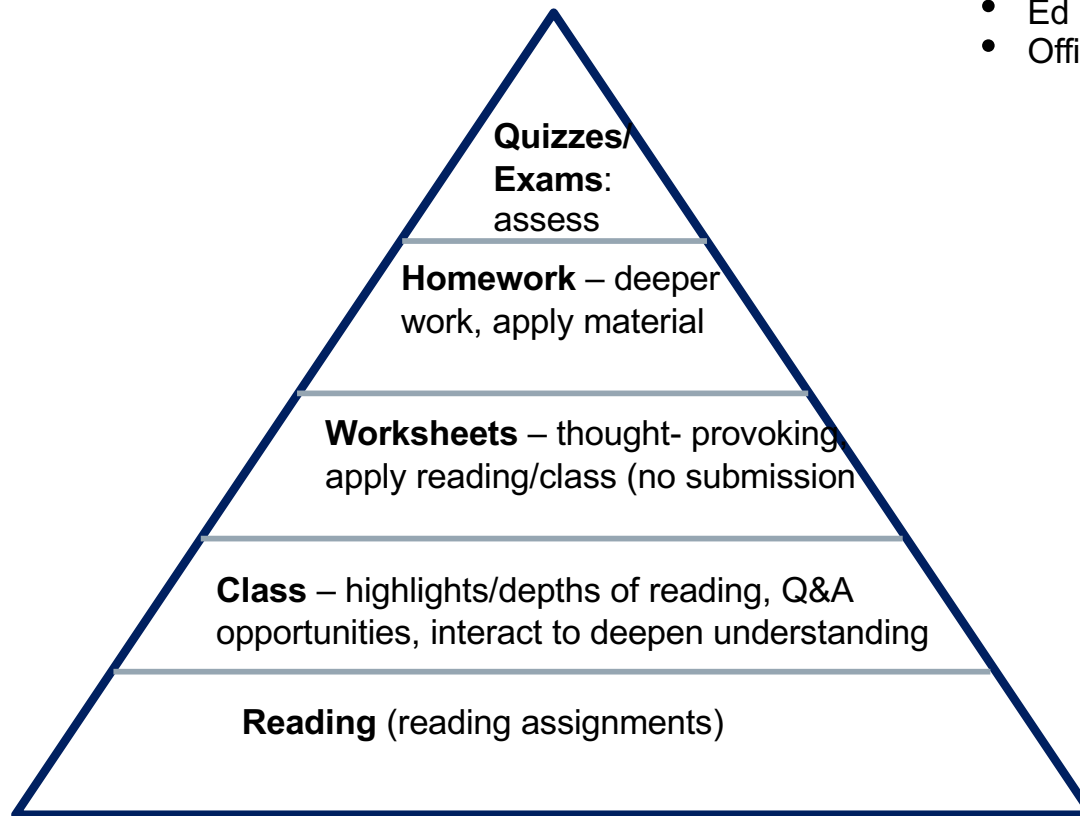 • Ed
•
Quizzes/
Exams:
assess
Homework – deeper
work, apply material
Worksheets – thought- provoking,
apply reading/class (no submission
Class – highlights/depths of reading, Q&A
opportunities, interact to deepen understanding
Reading (reading assignments)